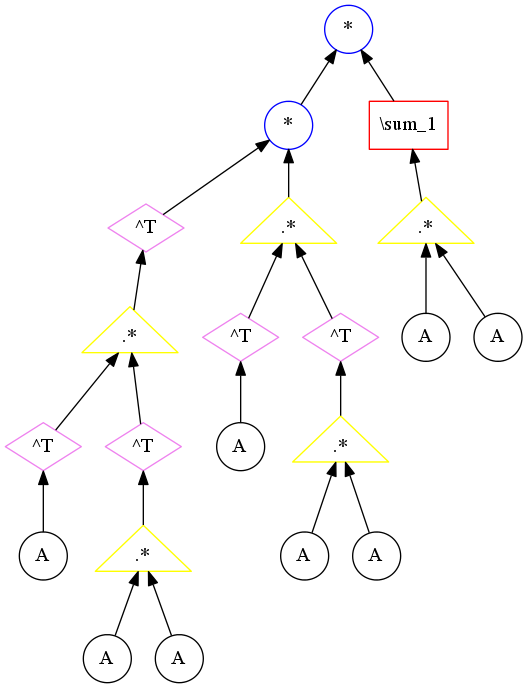 *
* \sum_1
^T .* .*
.* ^T ^T A A
^T ^T A .*
A .* A A
A A